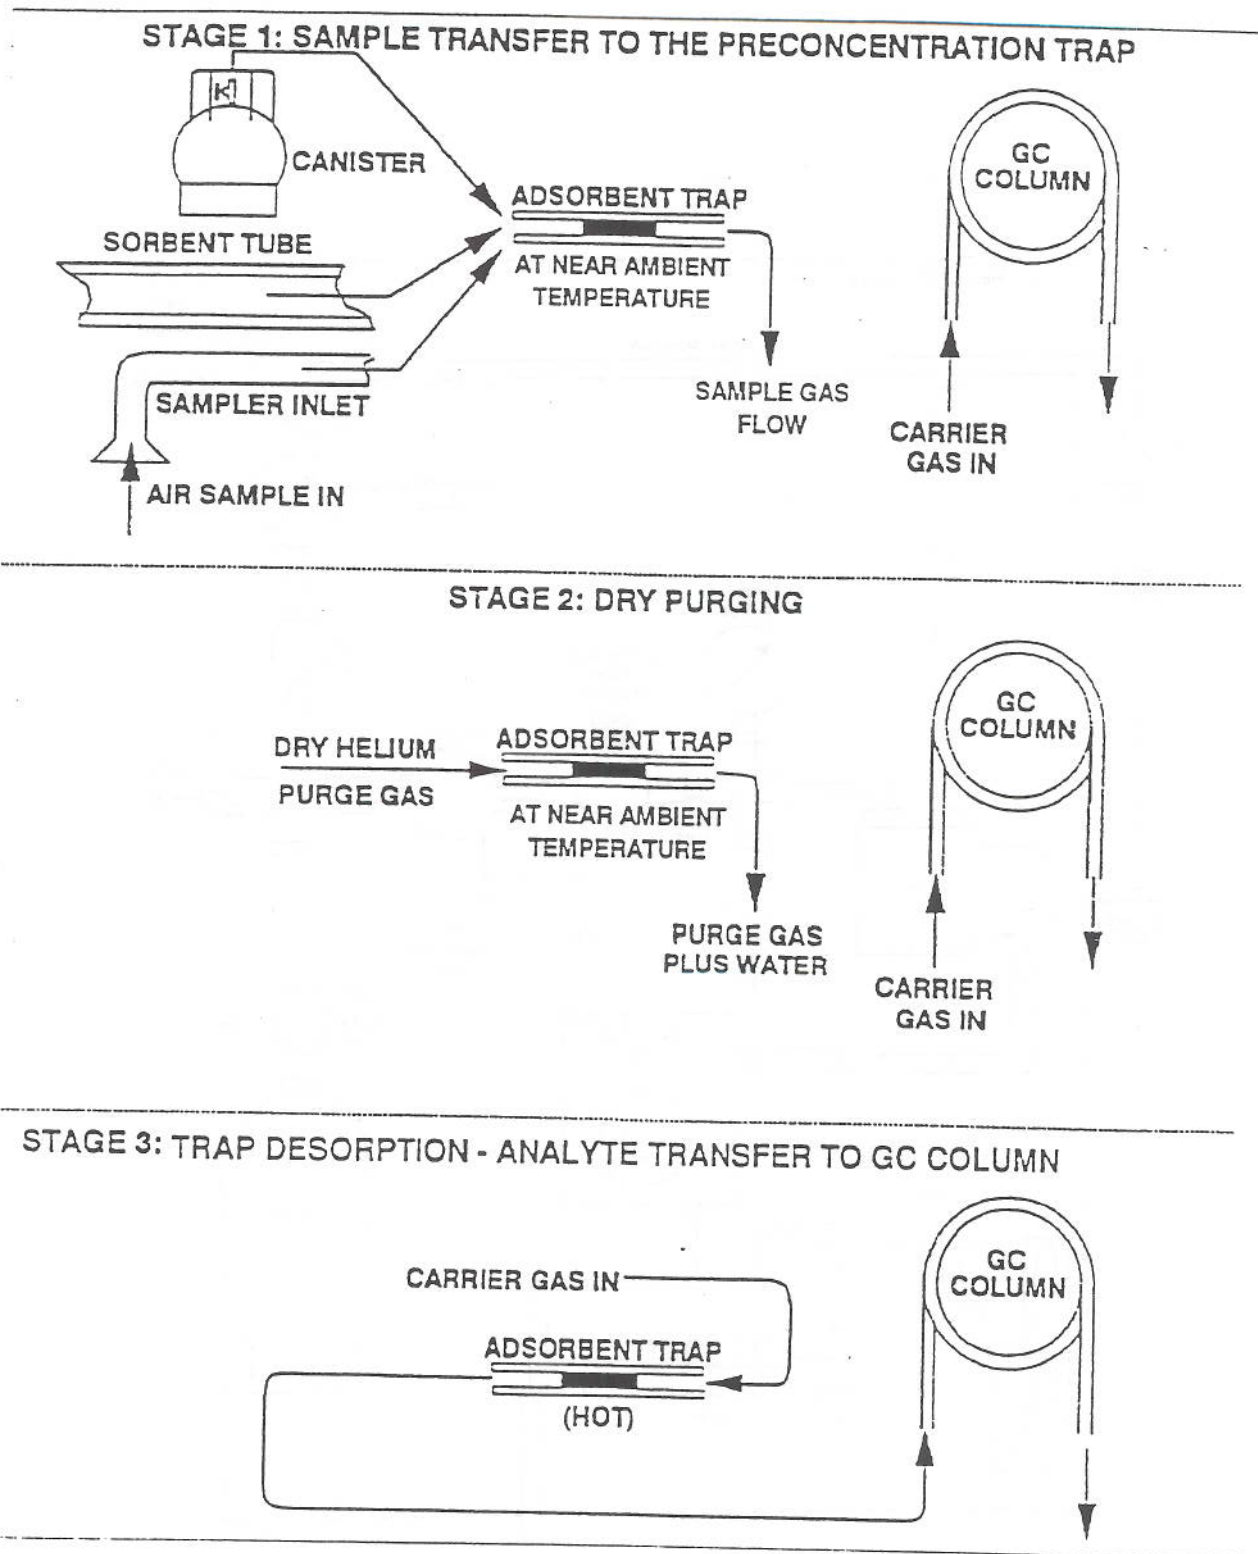 STAGE 1: SAMPLE TRANSFER TO THE PRECONCENTRATION TRAP
CANISTER
SORBENT TUBE
SAMPLER INLET
AIR SAMPLE IN
ADSORBENT TRAP
AT NEAR AMBIENT
TEMPERATURE
SAMPLE GAS
FLOW
GC
COLUMN
CARRIER
GAS IN
STAGE 2: DRY PURGING
DRY HELIUM
PURGE GAS
ADSORBENT TRAP
AT NEAR AMBIENT
TEMPERATURE
PURGE GAS
PLUS WATER
GC
COLUMN
CARRIER
GAS IN
STAGE 3: TRAP DESORPTION - ANALYTE TRANSFER TO GC COLUMN
CARRIER GAS IN
ADSORBENT TRAP
(HOT)
GC
COLUMN